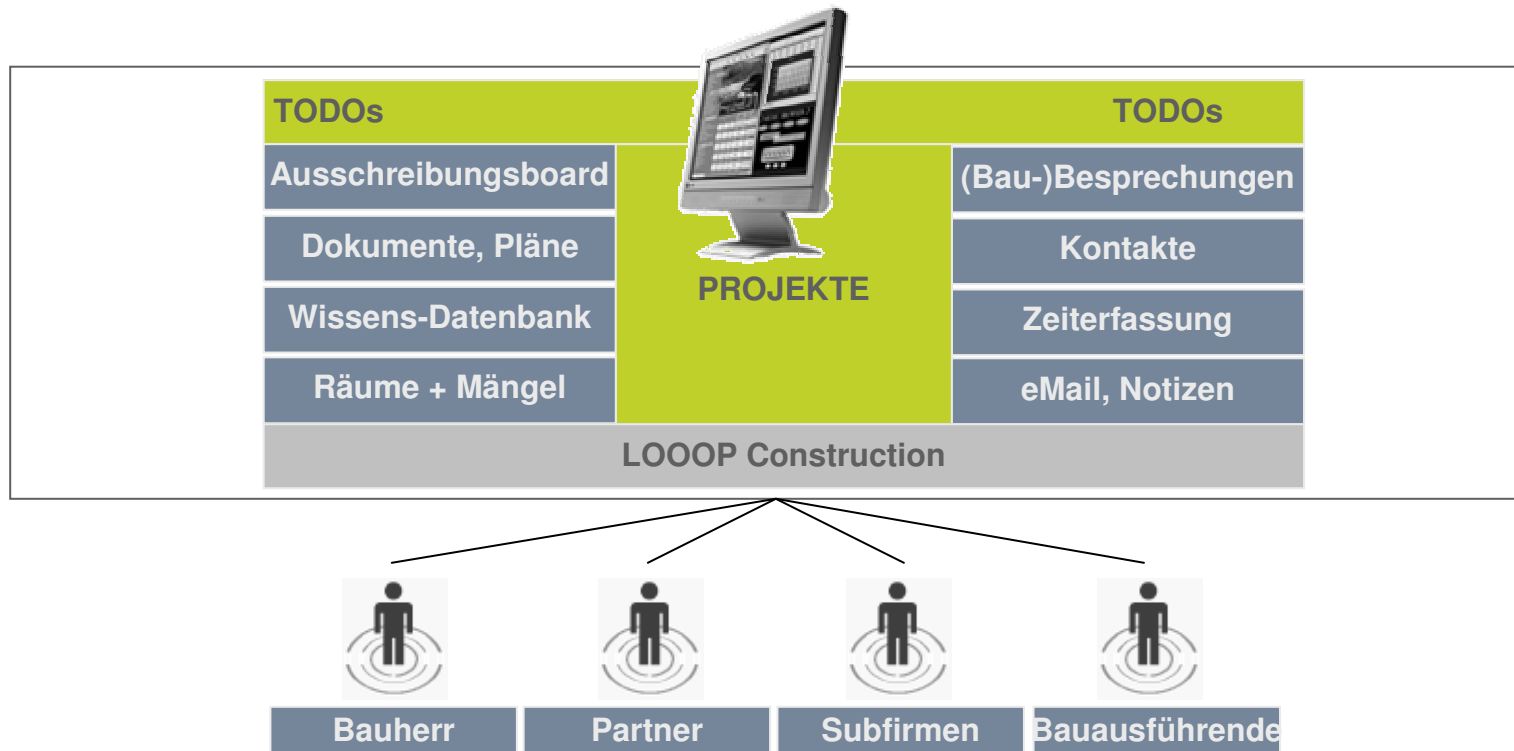 TODOs
TODOs
Ausschreibungsboard
Dokumente, Pläne
Wissens-Datenbank
Räume + Mängel
PROJEKTE
(Bau-)Besprechungen
Kontakte
Zeiterfassung
eMail, Notizen
LOOOP Construction
Bauherr
Partner
Subfirmen
Bauausführende